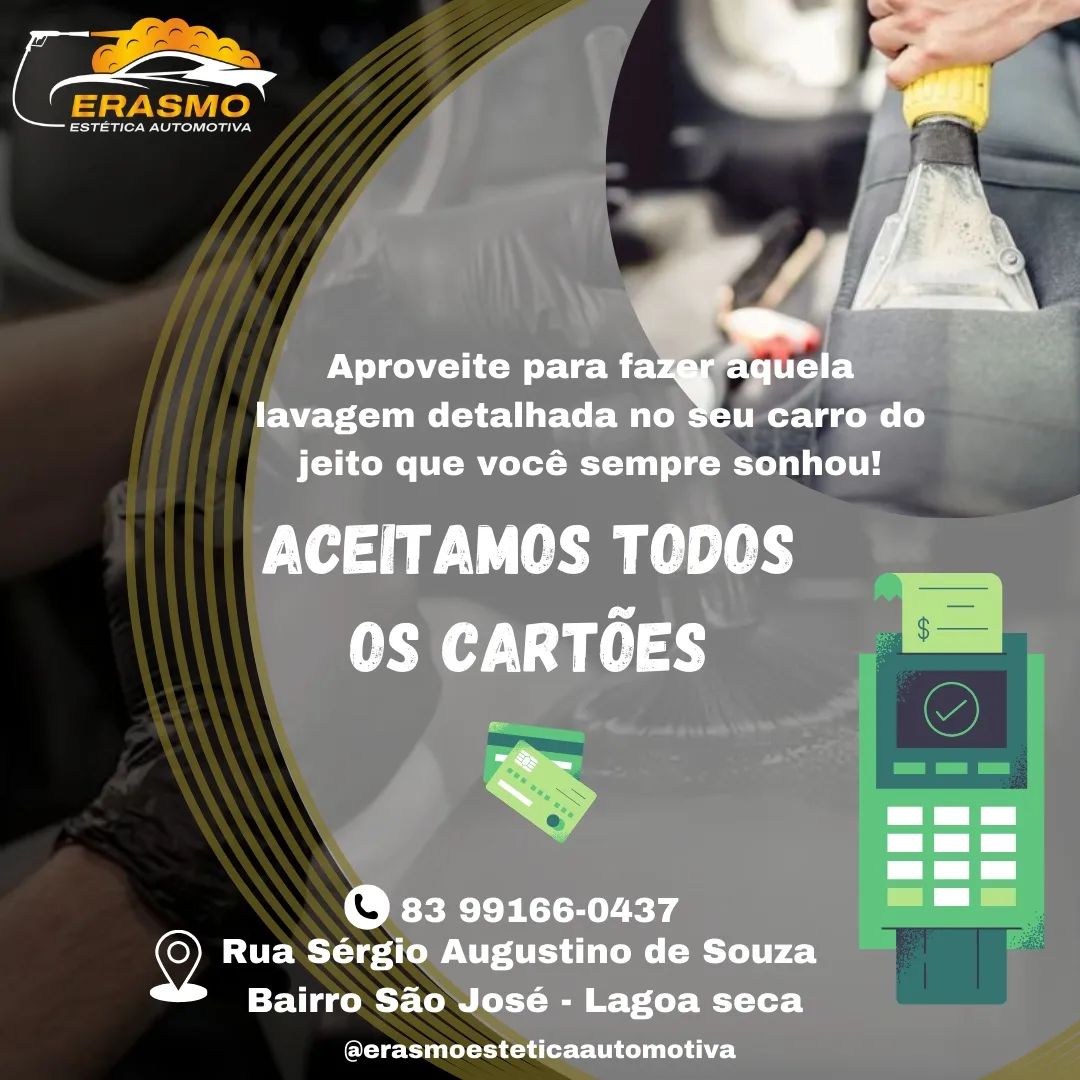 ERASMO
ESTÉTICA AUTOMOTIVA
Aproveite para fazer aquela
lavagem detalhada no seu carro do
jeito que você sempre sonhou!
ACEITAMOS TODOS
OS CARTÕES
$
83 99166-0437
Rua Sérgio Augustino de Souza
Bairro São José - Lagoa seca
@erasmoesteticaautomotiva